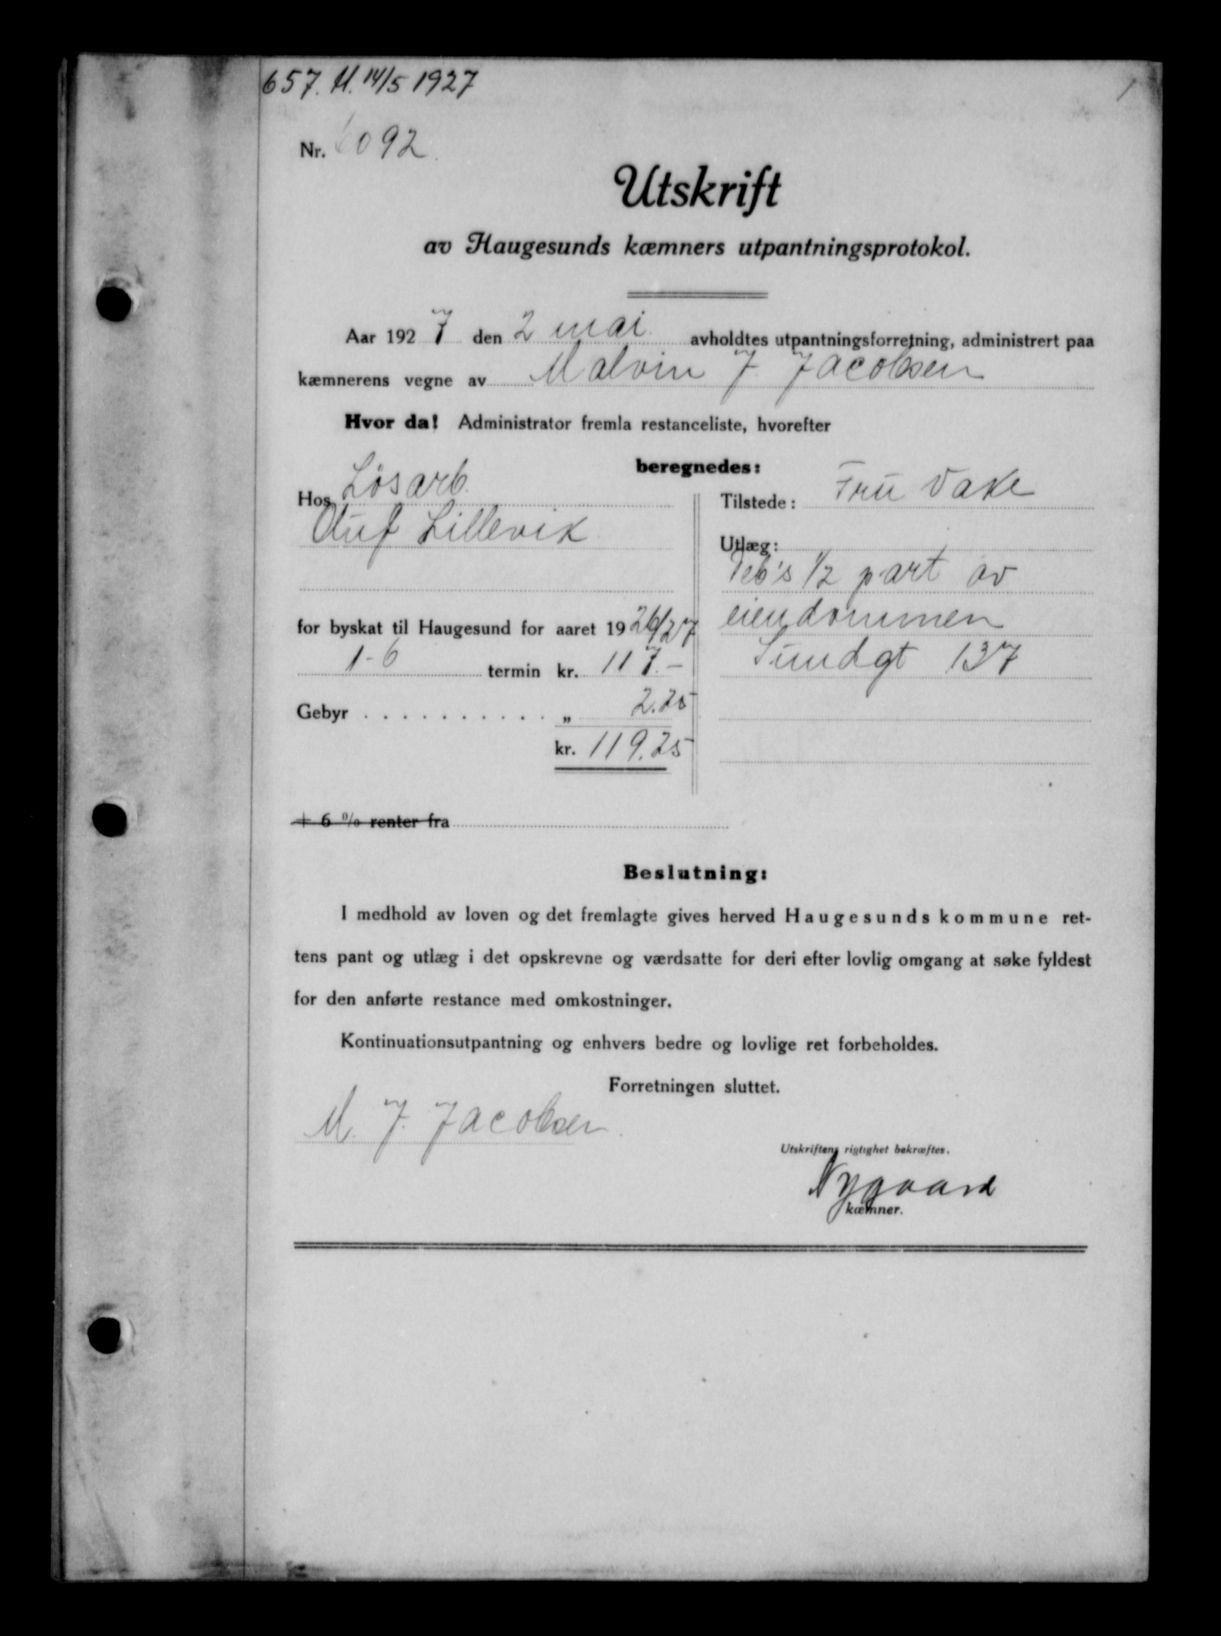 657. H. 14/5 1927
Nr. 6092
Utskrift
av Haugesunds kæmners utpantningsprotokol.
Aar 1927 den 2 mai avholdtes utpantningsforretning, administrert paa
kæmnerens vegne av Malvin J. Jacobsen
Hvor da! Administrator fremla restanceliste, hvorefter
beregnedes:
Hos Løsarb.
Oluf Lillevik
for byskat til Haugesund for aaret 1926/27
1-6 termin kr. 117.-
Gebyr . . . . . . . . . . „ 2.25
kr. 119.25
Tilstede: Fru Vake
Utlæg:
Deb's 1/2 part av
eiendommen
Sundgt 137
+ 6 % renter fra
Beslutning:
I medhold av loven og det fremlagte gives herved Haugesunds kommune ret-
tens pant og utlæg i det opskrevne og værdsatte for deri efter lovlig omgang at søke fyldest
for den anførte restance med omkostninger.
Kontinuationsutpantning og enhvers bedre og lovlige ret forbeholdes.
Forretningen sluttet.
M. J. Jacobsen
Utskriftens rigtighet bekræftes.
Nygaard
kæmner.